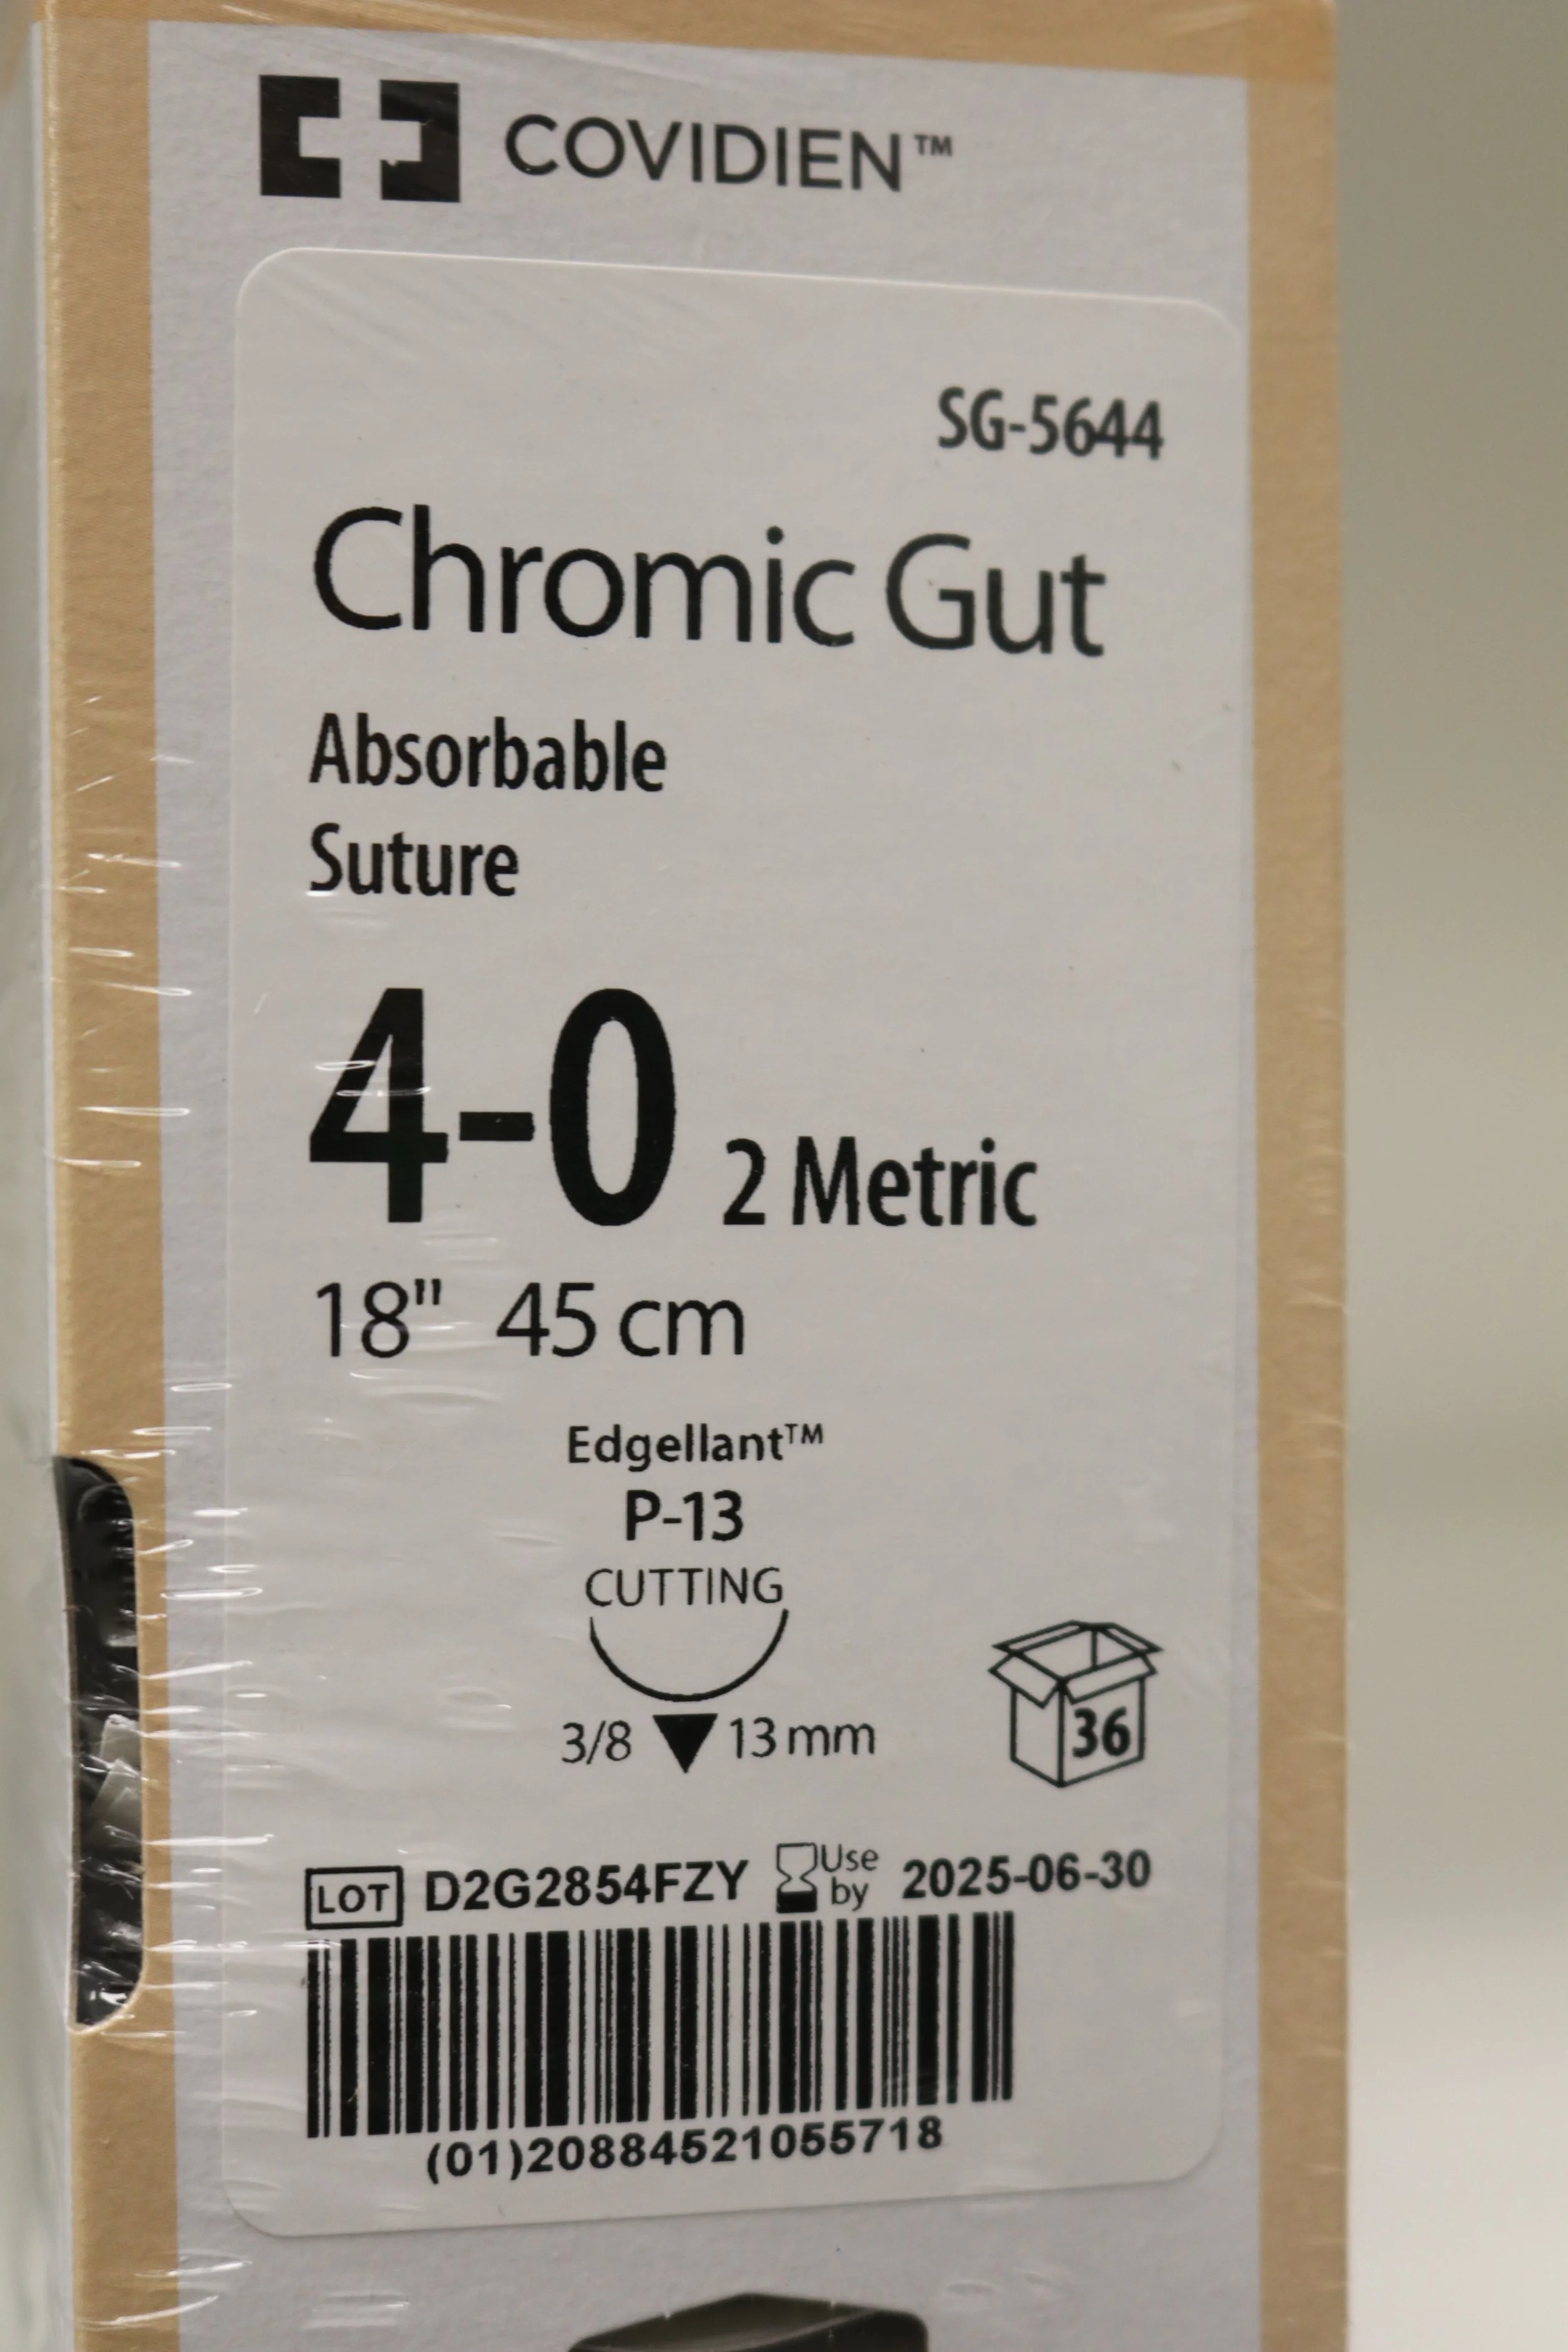 COVIDIEN™
SG-5644
Chromic Gut
Absorbable
Suture
4-0 2 Metric
18" 45 cm
Edgellant™
P-13
CUTTING
3/8 13 mm
36
LOT D2G2854FZY Use by 2025-06-30
(01)20884521055718